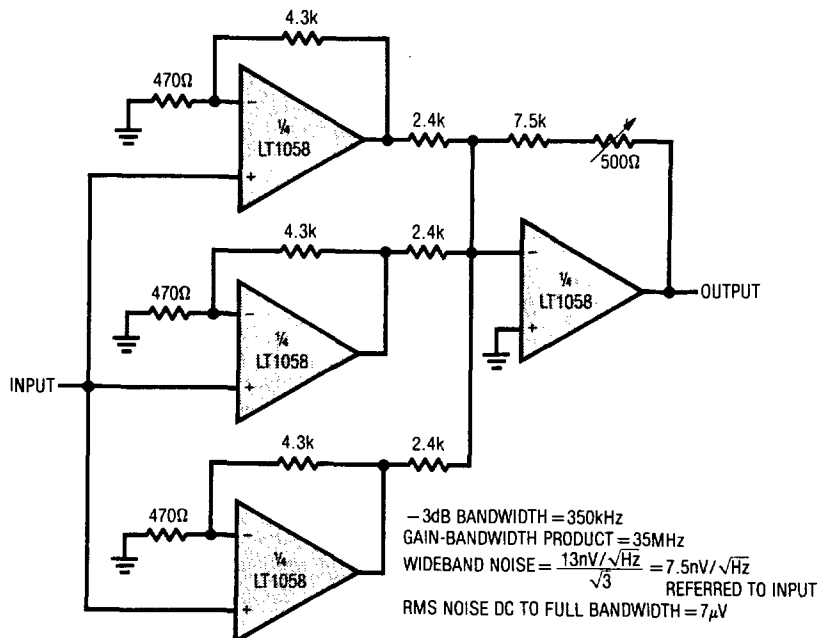 4.3k
470Ω
−
¼
LT1058
+
2.4k
7.5k
500Ω
4.3k
2.4k
470Ω
−
¼
LT1058
+
−
¼
LT1058
+
OUTPUT
INPUT
4.3k
2.4k
470Ω
−
¼
LT1058
+
−3dB BANDWIDTH = 350kHz
GAIN-BANDWIDTH PRODUCT = 35MHz
WIDEBAND NOISE = 13nV/√Hz / √3 = 7.5nV/√Hz
REFERRED TO INPUT
RMS NOISE DC TO FULL BANDWIDTH = 7μV